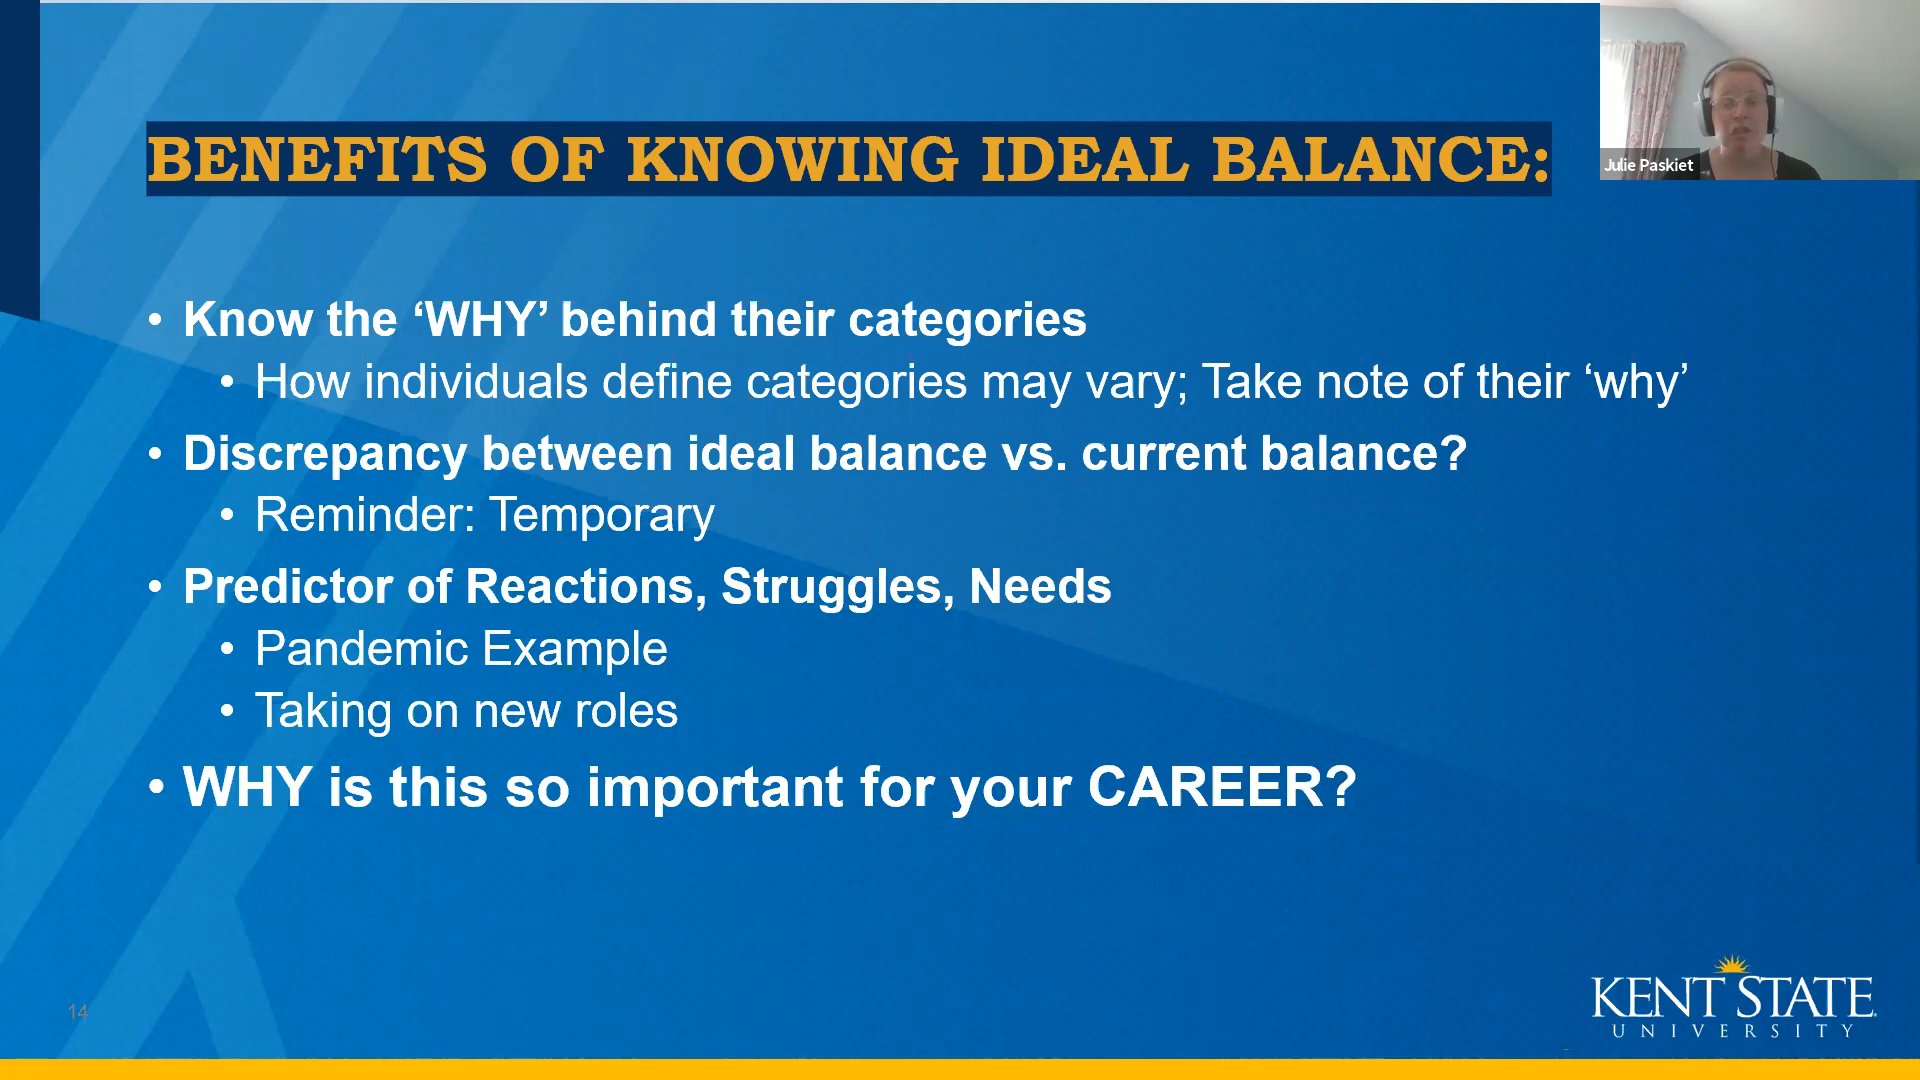 BENEFITS OF KNOWING IDEAL BALANCE:
Julie Paskiet
• Know the ‘WHY’ behind their categories
• How individuals define categories may vary; Take note of their ‘why’
• Discrepancy between ideal balance vs. current balance?
• Reminder: Temporary
• Predictor of Reactions, Struggles, Needs
• Pandemic Example
• Taking on new roles
• WHY is this so important for your CAREER?
14
KENT STATE
UNIVERSITY